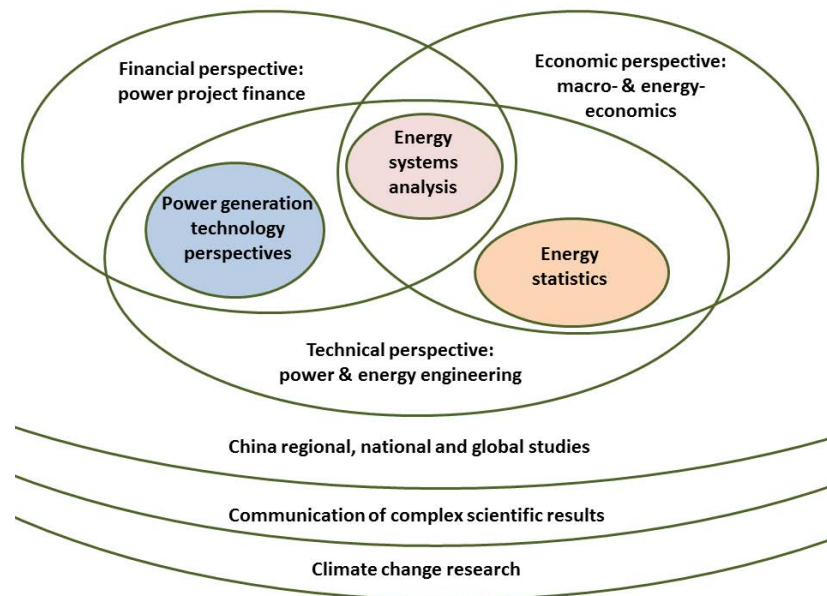 Financial perspective:
power project finance
Economic perspective:
macro- & energy-
economics
Energy
systems
analysis
Power generation
technology
perspectives
Energy
statistics
Technical perspective:
power & energy engineering
China regional, national and global studies
Communication of complex scientific results
Climate change research